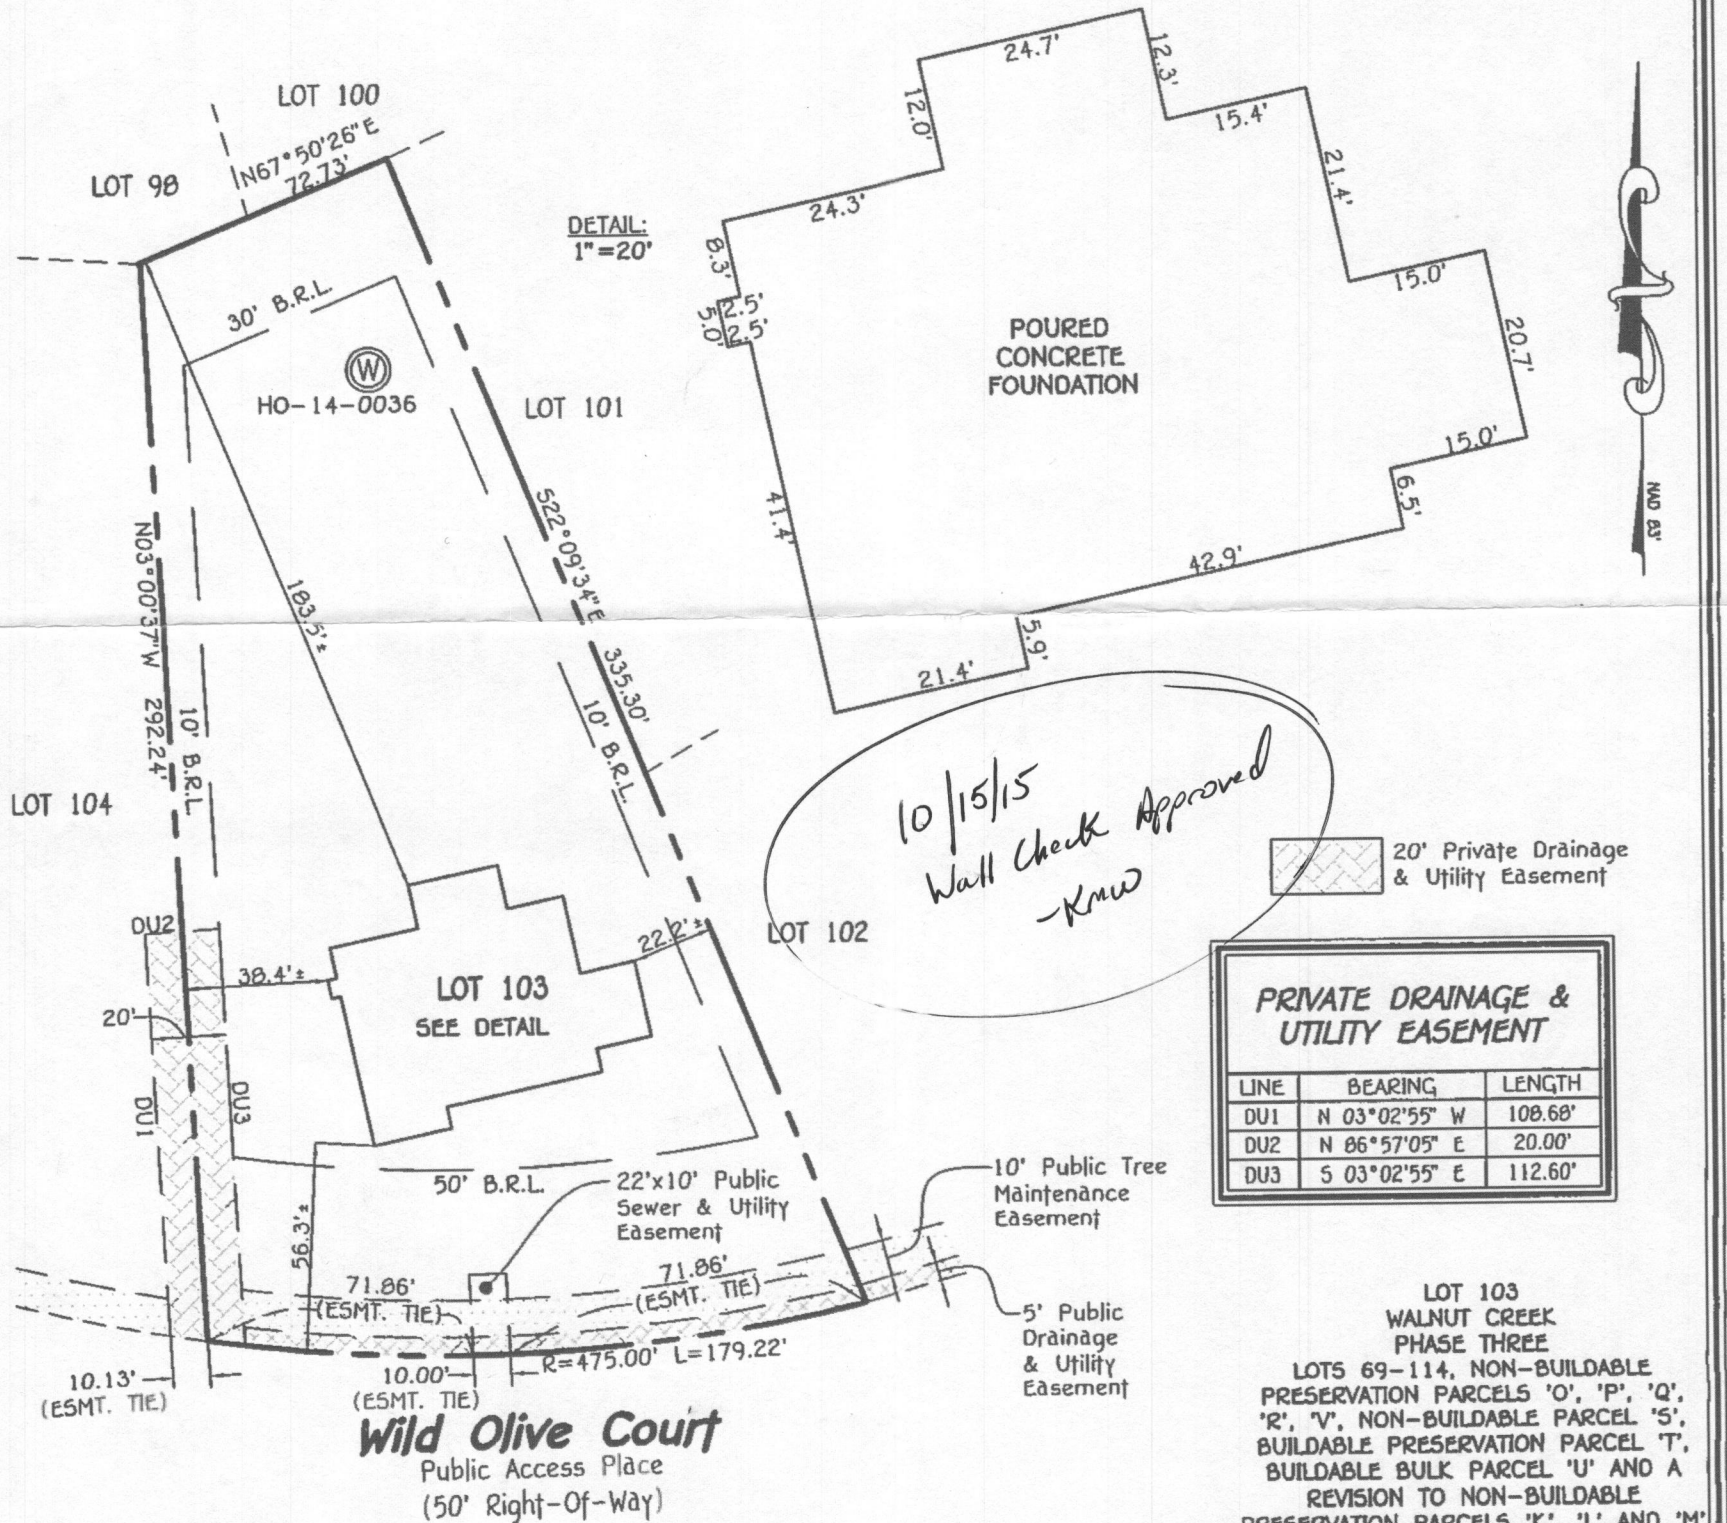 LOT 100
N67°50'26"E
72.73'
LOT 98
30' B.R.L.
W
HO-14-0036
LOT 101
S22°09'34"E 335.30'
N03°00'37"W 292.24'
183.5'±
10' B.R.L
10' B.R.L.
LOT 104
DU2
38.4'±
20'
DU1
DU3
LOT 103
SEE DETAIL
22.2'±
LOT 102
50' B.R.L.
56.3'±
22'x10' Public
Sewer & Utility
Easement
71.86'
(ESMT. TIE)
71.86'
(ESMT. TIE)
10.13'
(ESMT. TIE)
10.00'
(ESMT. TIE)
R=475.00' L=179.22'
Wild Olive Court
Public Access Place
(50' Right-Of-Way)
10' Public Tree
Maintenance
Easement
5' Public
Drainage
& Utility
Easement
DETAIL:
1"=20'
24.7'
12.3'
12.0'
15.4'
24.3'
21.4'
8.3'
2.5'
5.0'
2.5'
15.0'
20.7'
POURED
CONCRETE
FOUNDATION
15.0'
6.5'
41.4'
42.9'
5.9'
21.4'
NAD 83'
10/15/15
Wall Check Approved
-KMW
20' Private Drainage
& Utility Easement
PRIVATE DRAINAGE &
UTILITY EASEMENT
LINE BEARING LENGTH
DU1 N 03°02'55" W 108.68'
DU2 N 86°57'05" E 20.00'
DU3 S 03°02'55" E 112.60'
LOT 103
WALNUT CREEK
PHASE THREE
LOTS 69-114, NON-BUILDABLE
PRESERVATION PARCELS 'O', 'P', 'Q',
'R', 'V', NON-BUILDABLE PARCEL 'S',
BUILDABLE PRESERVATION PARCEL 'T',
BUILDABLE BULK PARCEL 'U' AND A
REVISION TO NON-BUILDABLE
PRESERVATION PARCELS 'K', 'L' AND 'M'